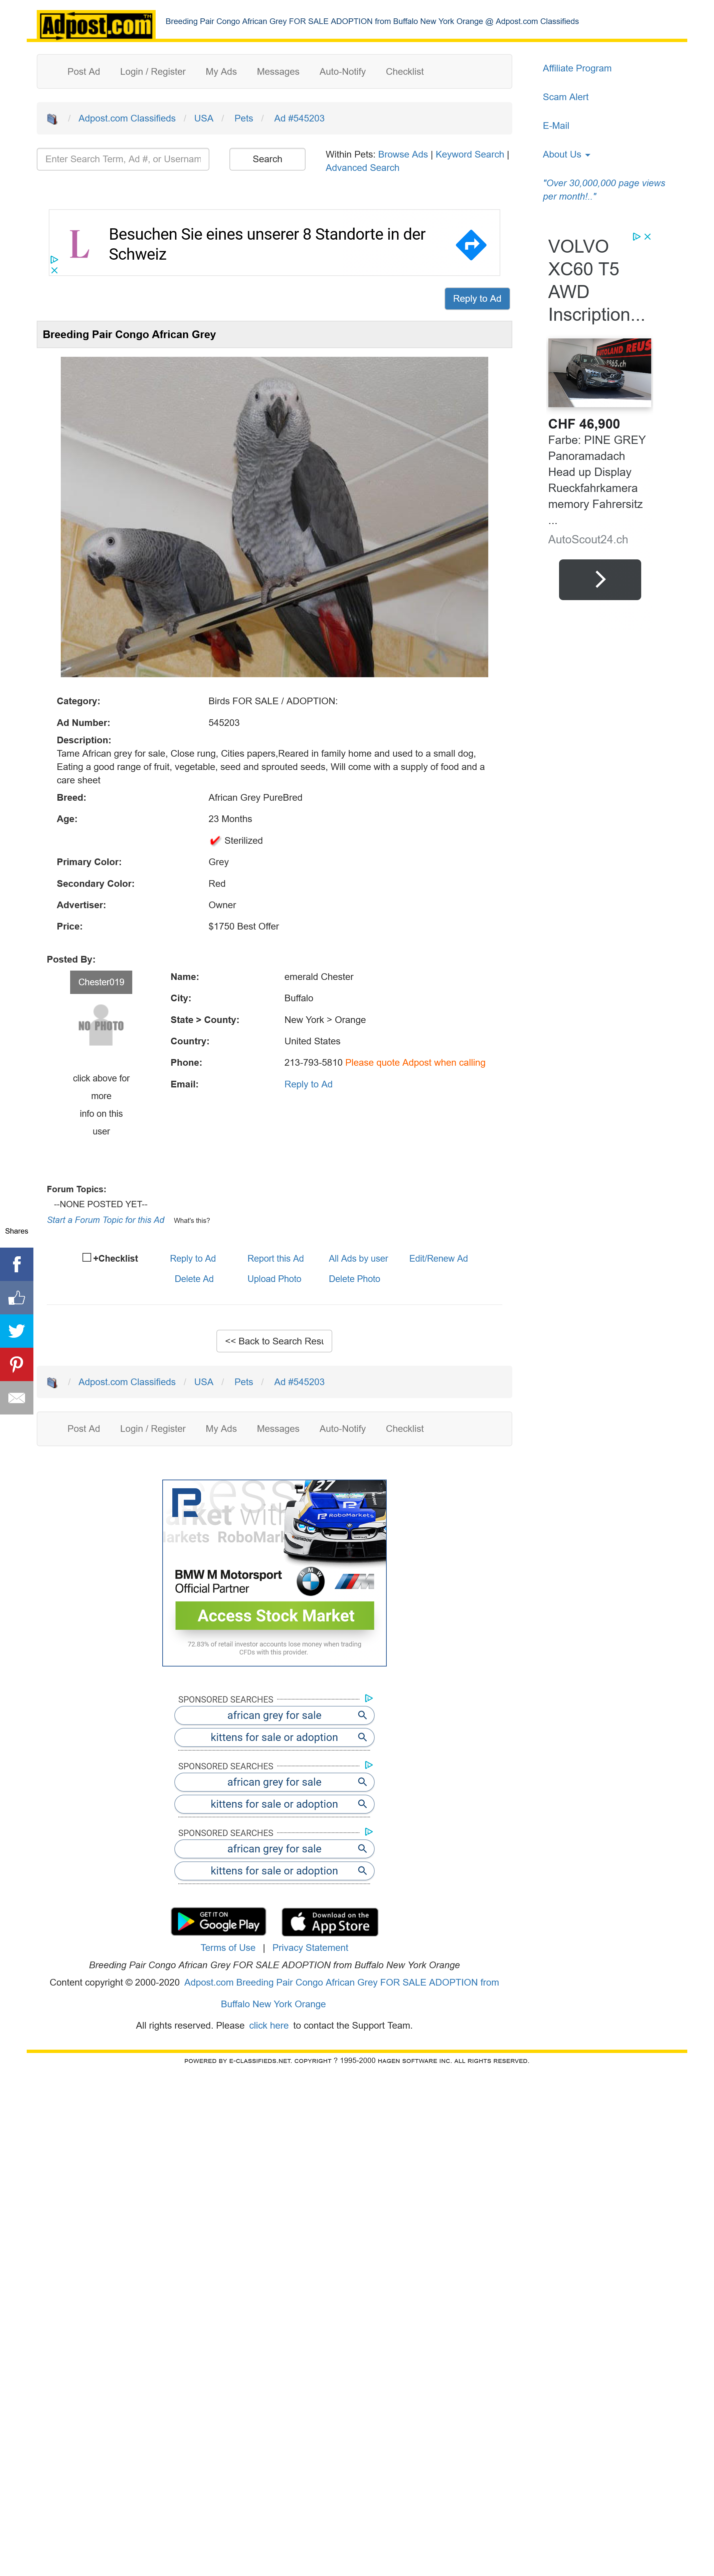 Adpost.com™
Breeding Pair Congo African Grey FOR SALE ADOPTION from Buffalo New York Orange @ Adpost.com Classifieds
Post Ad Login / Register My Ads Messages Auto-Notify Checklist
/ Adpost.com Classifieds / USA / Pets / Ad #545203
Enter Search Term, Ad #, or Usernam
Search
Within Pets: Browse Ads | Keyword Search |
Advanced Search
Affiliate Program
Scam Alert
E-Mail
About Us
"Over 30,000,000 page views
per month!.."
L
Besuchen Sie eines unserer 8 Standorte in der
Schweiz
VOLVO
XC60 T5
AWD
Inscription...
CHF 46,900
Farbe: PINE GREY
Panoramadach
Head up Display
Rueckfahrkamera
memory Fahrersitz
...
AutoScout24.ch
Reply to Ad
Breeding Pair Congo African Grey
Category: Birds FOR SALE / ADOPTION:
Ad Number: 545203
Description:
Tame African grey for sale, Close rung, Cities papers,Reared in family home and used to a small dog,
Eating a good range of fruit, vegetable, seed and sprouted seeds, Will come with a supply of food and a
care sheet
Breed: African Grey PureBred
Age: 23 Months
Sterilized
Primary Color: Grey
Secondary Color: Red
Advertiser: Owner
Price: $1750 Best Offer
Posted By:
Chester019
NO PHOTO
click above for
more
info on this
user
Name: emerald Chester
City: Buffalo
State > County: New York > Orange
Country: United States
Phone: 213-793-5810 Please quote Adpost when calling
Email: Reply to Ad
Forum Topics:
--NONE POSTED YET--
Start a Forum Topic for this Ad What's this?
Shares
+Checklist Reply to Ad Report this Ad All Ads by user Edit/Renew Ad
Delete Ad Upload Photo Delete Photo
<< Back to Search Resu
/ Adpost.com Classifieds / USA / Pets / Ad #545203
Post Ad Login / Register My Ads Messages Auto-Notify Checklist
27
RoboMarkets
BMW M Motorsport
Official Partner
BMW
M
Access Stock Market
72.83% of retail investor accounts lose money when trading
CFDs with this provider.
SPONSORED SEARCHES
african grey for sale
kittens for sale or adoption
SPONSORED SEARCHES
african grey for sale
kittens for sale or adoption
SPONSORED SEARCHES
african grey for sale
kittens for sale or adoption
GET IT ON
Google Play
Download on the
App Store
Terms of Use | Privacy Statement
Breeding Pair Congo African Grey FOR SALE ADOPTION from Buffalo New York Orange
Content copyright © 2000-2020 Adpost.com Breeding Pair Congo African Grey FOR SALE ADOPTION from
Buffalo New York Orange
All rights reserved. Please click here to contact the Support Team.
POWERED BY E-CLASSIFIEDS.NET. COPYRIGHT ? 1995-2000 HAGEN SOFTWARE INC. ALL RIGHTS RESERVED.